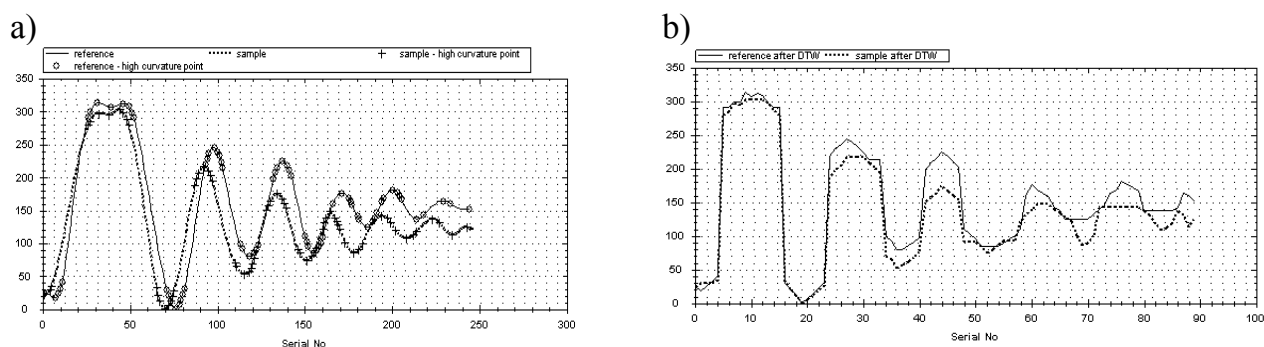 a)
reference sample sample - high curvature point
reference - high curvature point
350
300
250
200
150
100
50
0
0 50 100 150 200 250 300
Serial No
b)
reference after DTW sample after DTW
350
300
250
200
150
100
50
0
0 10 20 30 40 50 60 70 80 90 100
Serial No